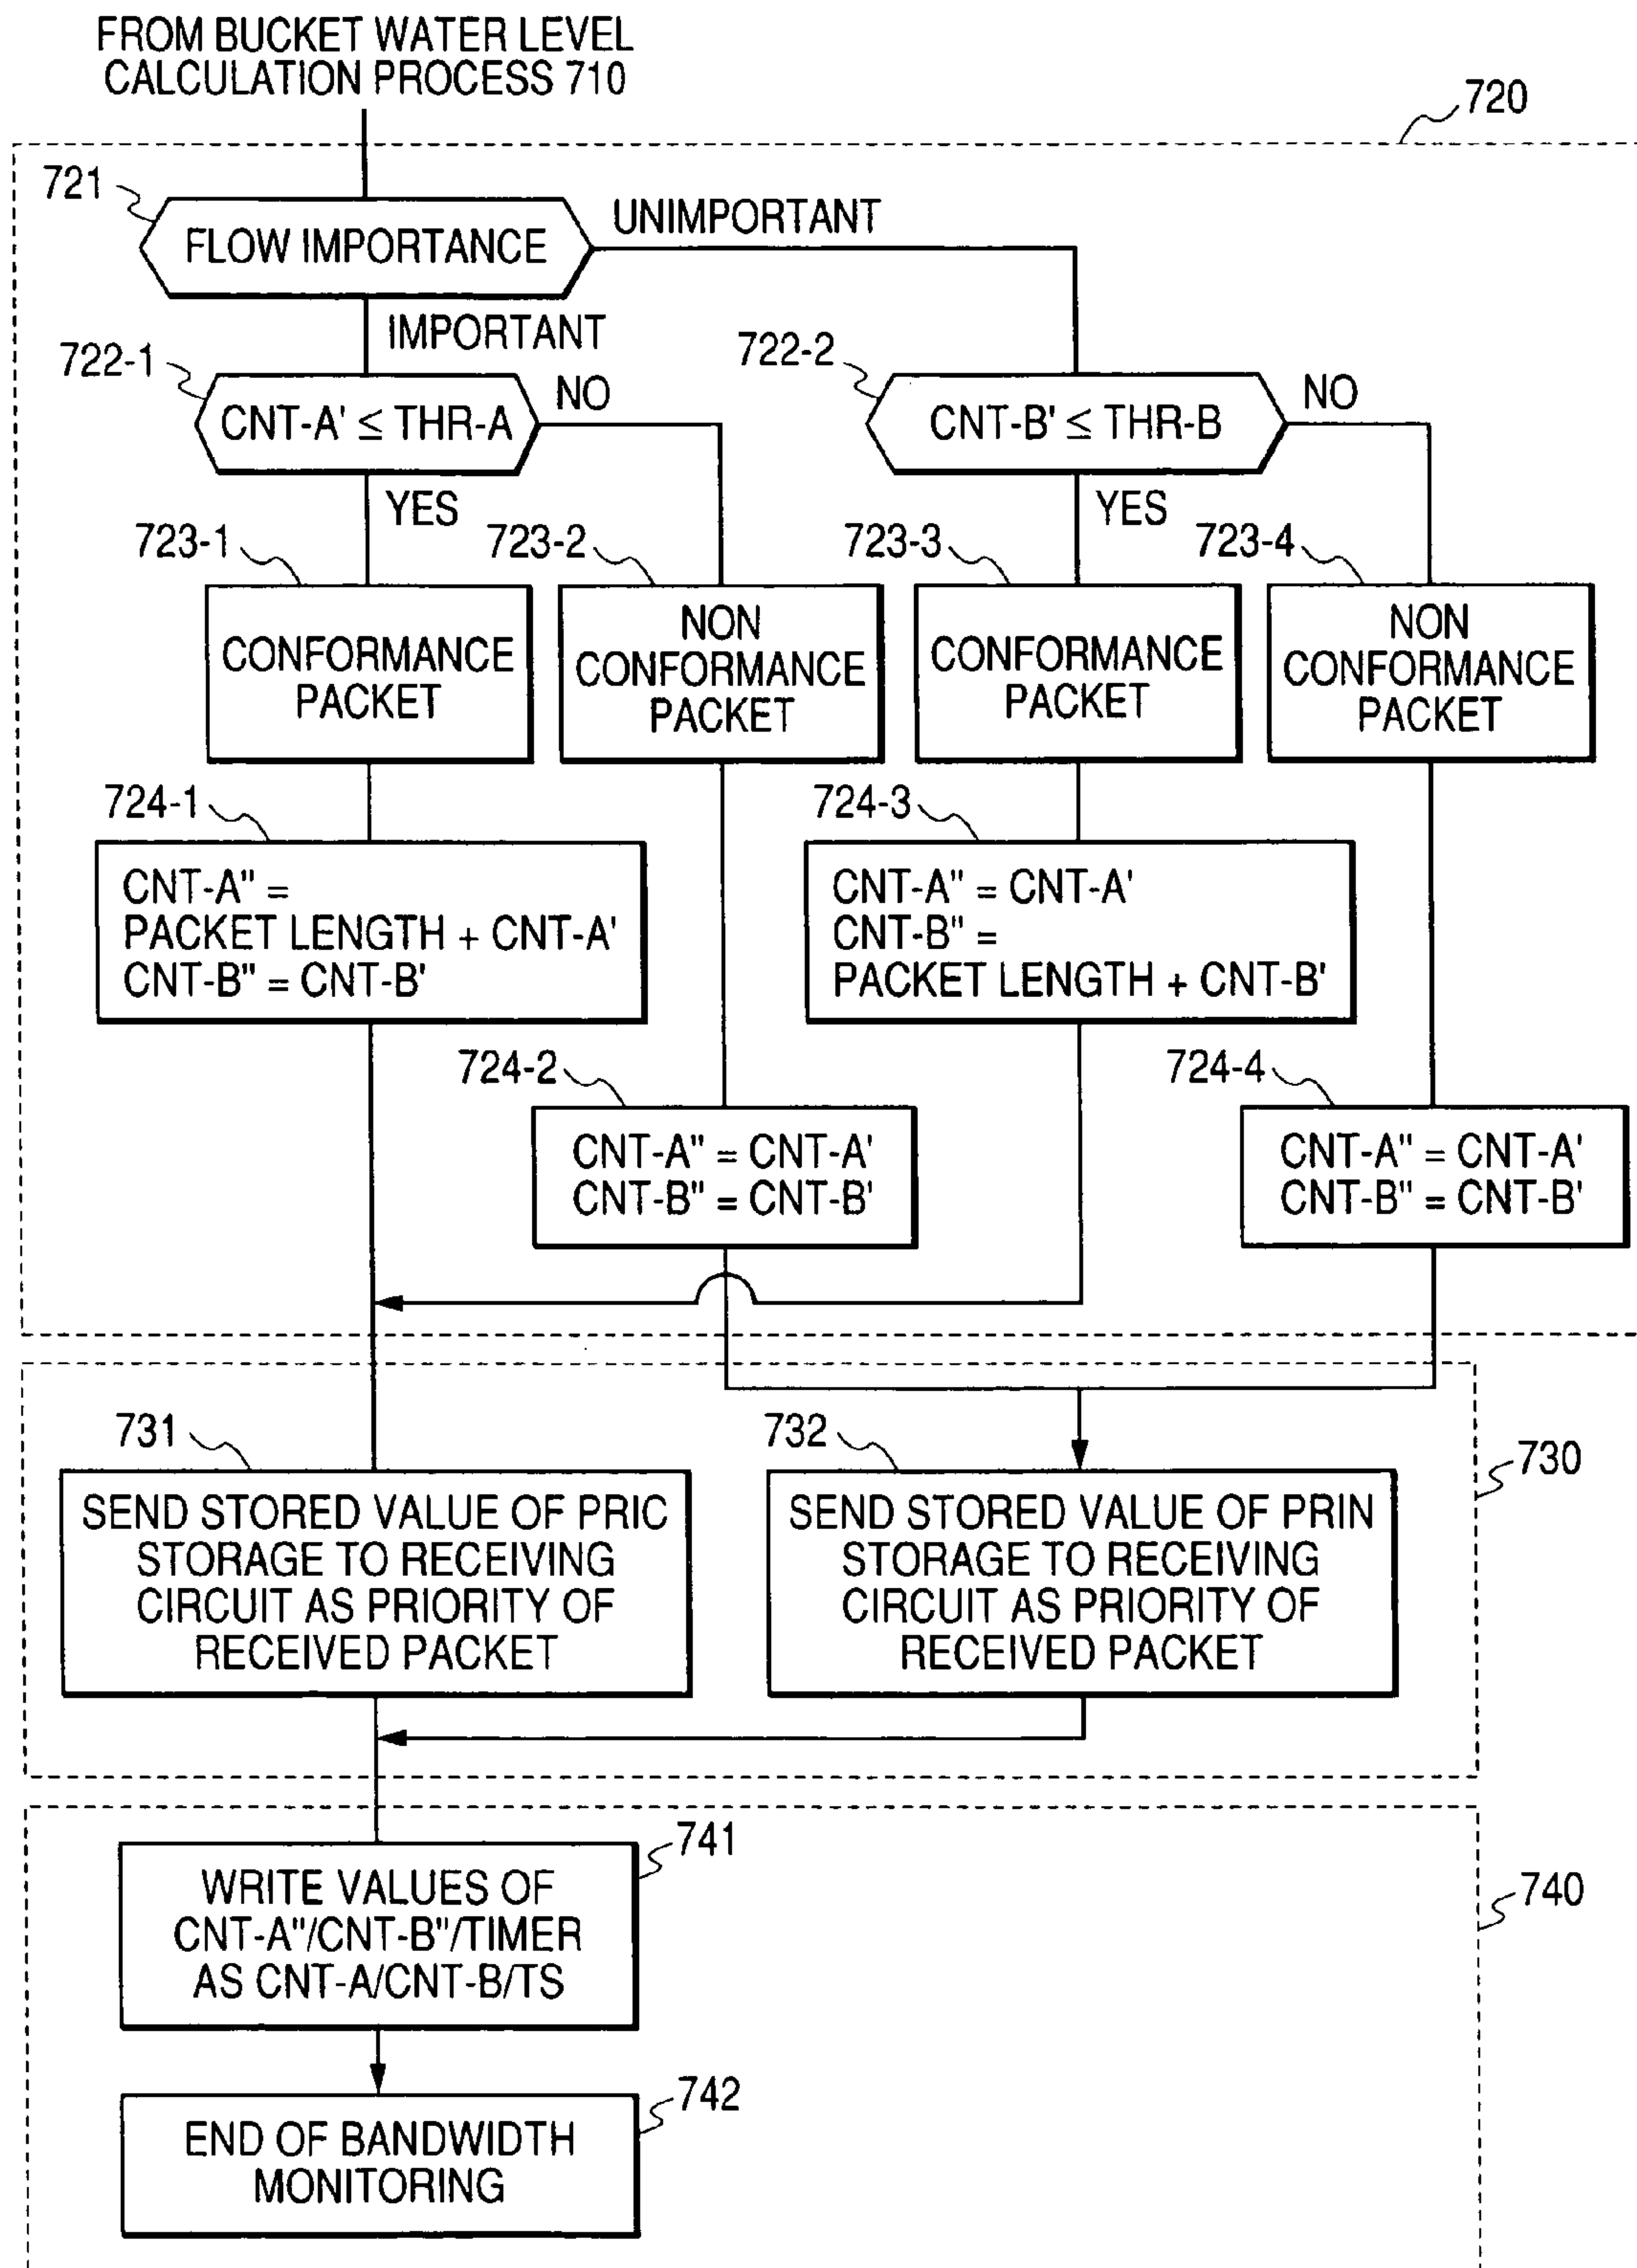 FROM BUCKET WATER LEVEL
CALCULATION PROCESS 710
720
721
FLOW IMPORTANCE
UNIMPORTANT
IMPORTANT
722-1
CNT-A' ≤ THR-A
NO
722-2
CNT-B' ≤ THR-B
NO
YES
YES
723-1
723-2
723-3
723-4
CONFORMANCE
PACKET
NON
CONFORMANCE
PACKET
CONFORMANCE
PACKET
NON
CONFORMANCE
PACKET
724-1
CNT-A" =
PACKET LENGTH + CNT-A'
CNT-B" = CNT-B'
724-3
CNT-A" = CNT-A'
CNT-B" =
PACKET LENGTH + CNT-B'
724-2
CNT-A" = CNT-A'
CNT-B" = CNT-B'
724-4
CNT-A" = CNT-A'
CNT-B" = CNT-B'
731
SEND STORED VALUE OF PRIC
STORAGE TO RECEIVING
CIRCUIT AS PRIORITY OF
RECEIVED PACKET
732
SEND STORED VALUE OF PRIN
STORAGE TO RECEIVING
CIRCUIT AS PRIORITY OF
RECEIVED PACKET
730
741
WRITE VALUES OF
CNT-A"/CNT-B"/TIMER
AS CNT-A/CNT-B/TS
740
742
END OF BANDWIDTH
MONITORING